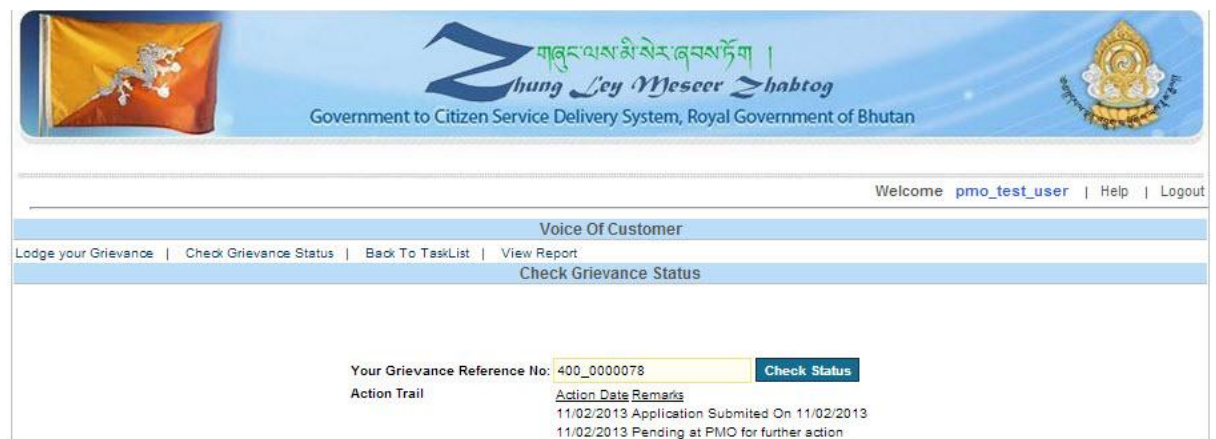 གཞུང་ལས་མི་སེར་ཞབས་ཏོག །
Zhung Ley Meseer Zhabtog
Government to Citizen Service Delivery System, Royal Government of Bhutan
Welcome pmo_test_user | Help | Logout
Voice Of Customer
Lodge your Grievance | Check Grievance Status | Back To TaskList | View Report
Check Grievance Status
Your Grievance Reference No: 400_0000078 Check Status
Action Trail Action Date Remarks
11/02/2013 Application Submited On 11/02/2013
11/02/2013 Pending at PMO for further action